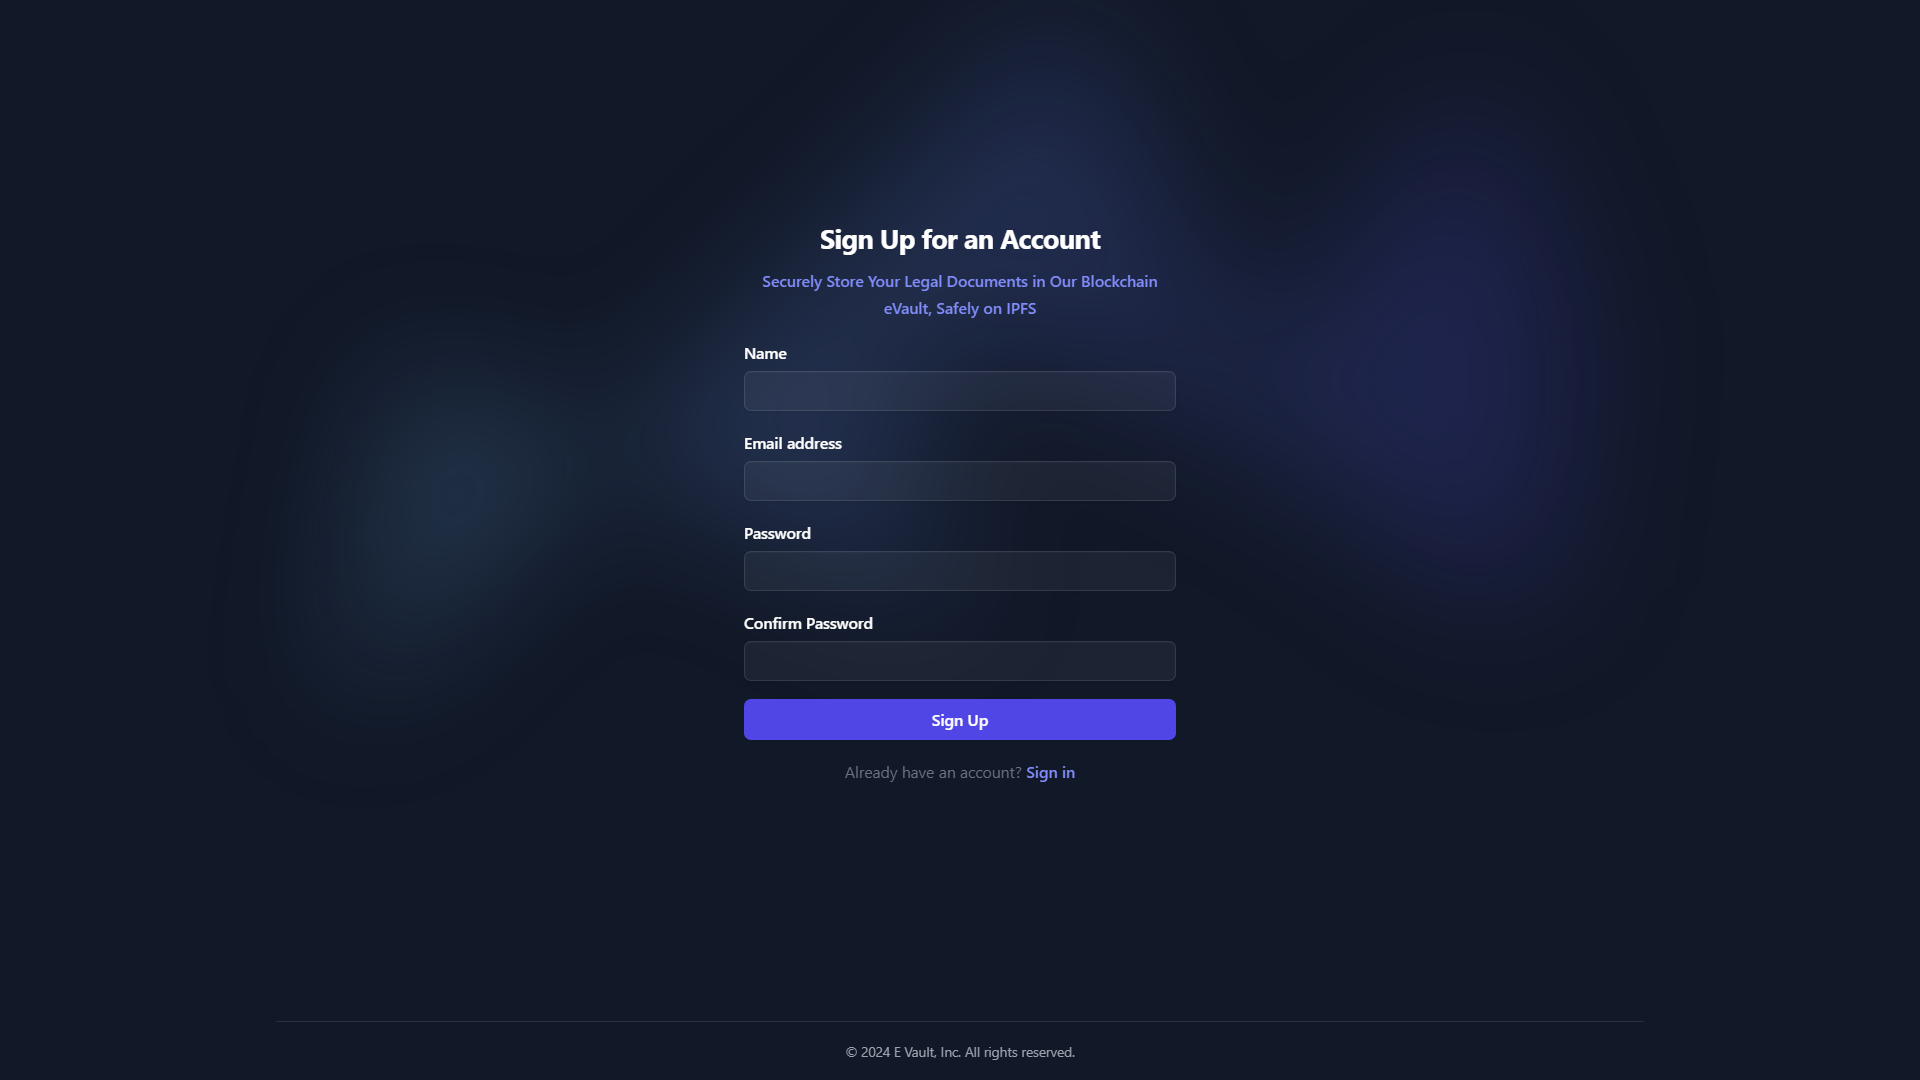 Sign Up for an Account
Securely Store Your Legal Documents in Our Blockchain
eVault, Safely on IPFS
Name
Email address
Password
Confirm Password
Sign Up
Already have an account? Sign in
© 2024 E Vault, Inc. All rights reserved.